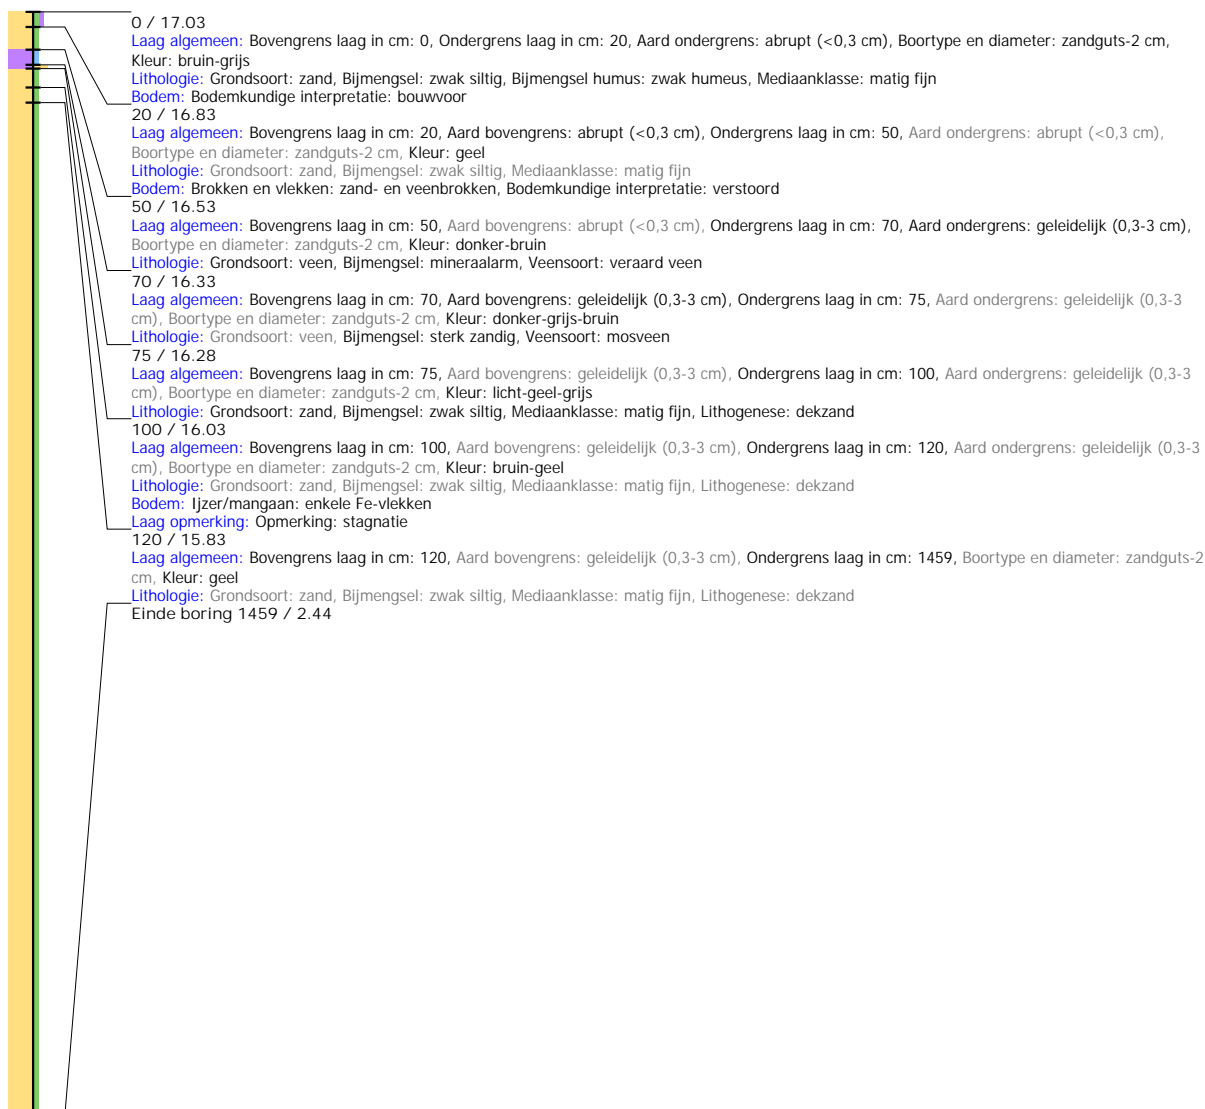 0 / 17.03
Laag algemeen: Bovengrens laag in cm: 0, Ondergrens laag in cm: 20, Aard ondergrens: abrupt (<0,3 cm), Boortype en diameter: zandguts-2 cm,
Kleur: bruin-grijs
Lithologie: Grondsoort: zand, Bijmengsel: zwak siltig, Bijmengsel humus: zwak humeus, Mediaanklasse: matig fijn
Bodem: Bodemkundige interpretatie: bouwvoor
20 / 16.83
Laag algemeen: Bovengrens laag in cm: 20, Aard bovengrens: abrupt (<0,3 cm), Ondergrens laag in cm: 50, Aard ondergrens: abrupt (<0,3 cm),
Boortype en diameter: zandguts-2 cm, Kleur: geel
Lithologie: Grondsoort: zand, Bijmengsel: zwak siltig, Mediaanklasse: matig fijn
Bodem: Brokken en vlekken: zand- en veenbrokken, Bodemkundige interpretatie: verstoord
50 / 16.53
Laag algemeen: Bovengrens laag in cm: 50, Aard bovengrens: abrupt (<0,3 cm), Ondergrens laag in cm: 70, Aard ondergrens: geleidelijk (0,3-3 cm),
Boortype en diameter: zandguts-2 cm, Kleur: donker-bruin
Lithologie: Grondsoort: veen, Bijmengsel: mineraalarm, Veensoort: veraard veen
70 / 16.33
Laag algemeen: Bovengrens laag in cm: 70, Aard bovengrens: geleidelijk (0,3-3 cm), Ondergrens laag in cm: 75, Aard ondergrens: geleidelijk (0,3-3
cm), Boortype en diameter: zandguts-2 cm, Kleur: donker-grijs-bruin
Lithologie: Grondsoort: veen, Bijmengsel: sterk zandig, Veensoort: mosveen
75 / 16.28
Laag algemeen: Bovengrens laag in cm: 75, Aard bovengrens: geleidelijk (0,3-3 cm), Ondergrens laag in cm: 100, Aard ondergrens: geleidelijk (0,3-3
cm), Boortype en diameter: zandguts-2 cm, Kleur: licht-geel-grijs
Lithologie: Grondsoort: zand, Bijmengsel: zwak siltig, Mediaanklasse: matig fijn, Lithogenese: dekzand
100 / 16.03
Laag algemeen: Bovengrens laag in cm: 100, Aard bovengrens: geleidelijk (0,3-3 cm), Ondergrens laag in cm: 120, Aard ondergrens: geleidelijk (0,3-3
cm), Boortype en diameter: zandguts-2 cm, Kleur: bruin-geel
Lithologie: Grondsoort: zand, Bijmengsel: zwak siltig, Mediaanklasse: matig fijn, Lithogenese: dekzand
Bodem: Ijzer/mangaan: enkele Fe-vlekken
Laag opmerking: Opmerking: stagnatie
120 / 15.83
Laag algemeen: Bovengrens laag in cm: 120, Aard bovengrens: geleidelijk (0,3-3 cm), Ondergrens laag in cm: 1459, Boortype en diameter: zandguts-2
cm, Kleur: geel
Lithologie: Grondsoort: zand, Bijmengsel: zwak siltig, Mediaanklasse: matig fijn, Lithogenese: dekzand
Einde boring 1459 / 2.44